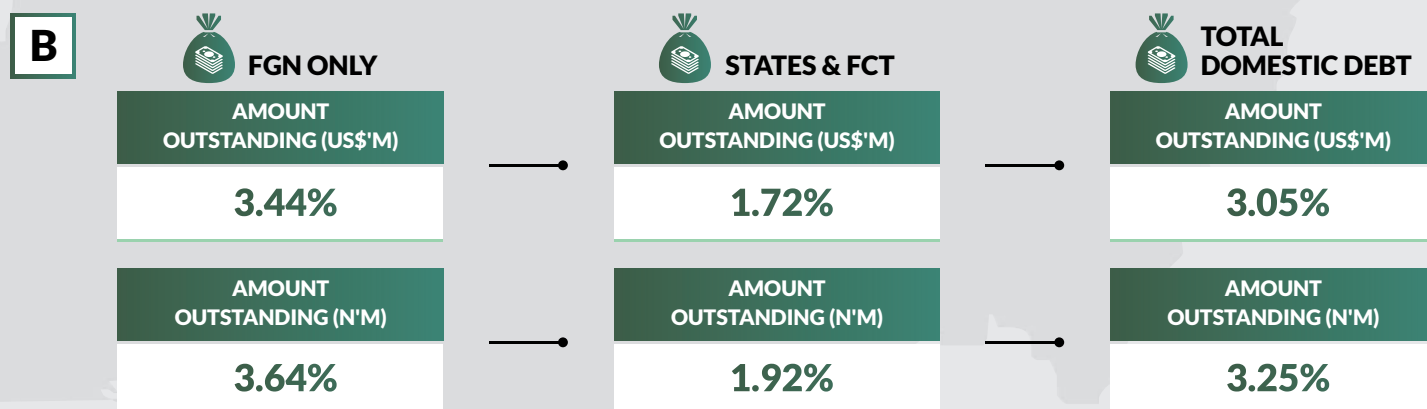 B
FGN ONLY
AMOUNT
OUTSTANDING (US$'M)
3.44%
AMOUNT
OUTSTANDING (N'M)
3.64%
STATES & FCT
AMOUNT
OUTSTANDING (US$'M)
1.72%
AMOUNT
OUTSTANDING (N'M)
1.92%
TOTAL
DOMESTIC DEBT
AMOUNT
OUTSTANDING (US$'M)
3.05%
AMOUNT
OUTSTANDING (N'M)
3.25%